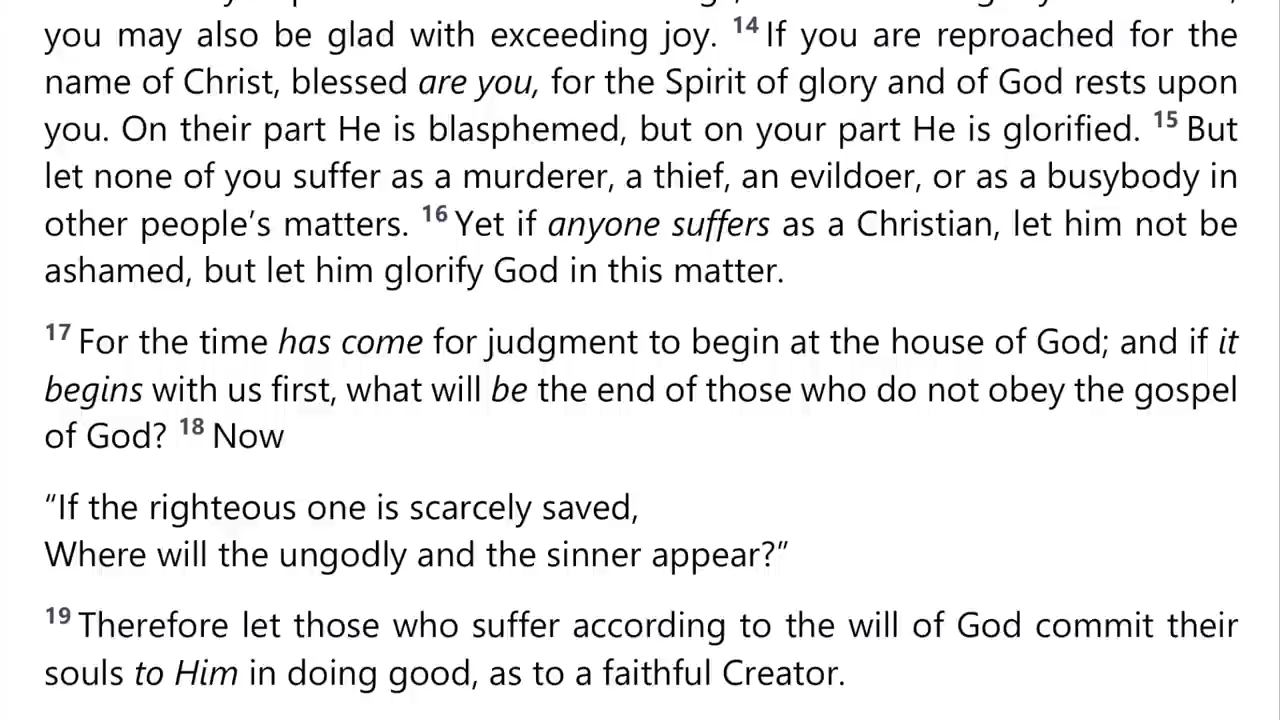 you may also be glad with exceeding joy. 14 If you are reproached for the
name of Christ, blessed are you, for the Spirit of glory and of God rests upon
you. On their part He is blasphemed, but on your part He is glorified. 15 But
let none of you suffer as a murderer, a thief, an evildoer, or as a busybody in
other people’s matters. 16 Yet if anyone suffers as a Christian, let him not be
ashamed, but let him glorify God in this matter.
17 For the time has come for judgment to begin at the house of God; and if it
begins with us first, what will be the end of those who do not obey the gospel
of God? 18 Now
“If the righteous one is scarcely saved,
Where will the ungodly and the sinner appear?”
19 Therefore let those who suffer according to the will of God commit their
souls to Him in doing good, as to a faithful Creator.